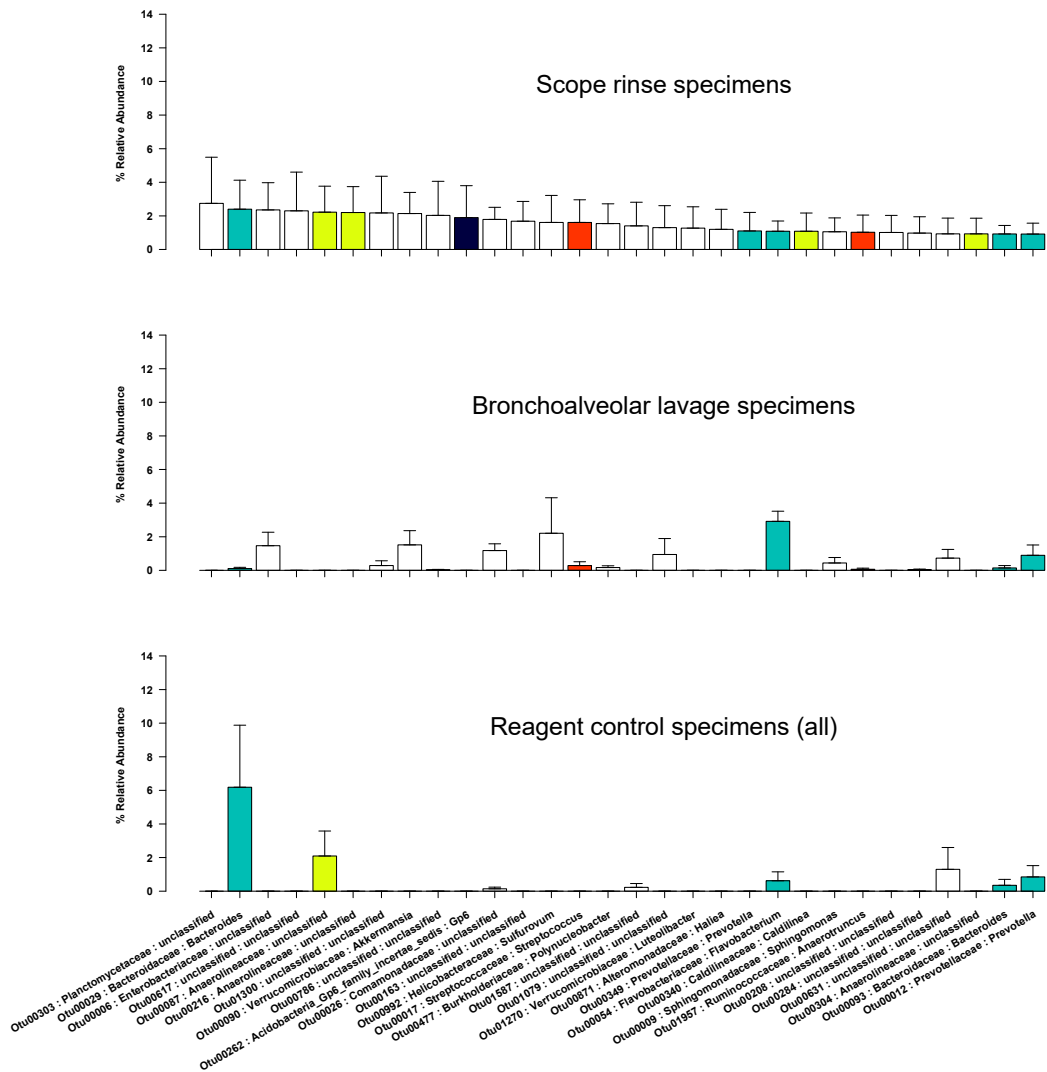 14
12
10
8
6
4
2
0
% Relative Abundance
Scope rinse specimens
14
12
10
8
6
4
2
0
% Relative Abundance
Bronchoalveolar lavage specimens
14
12
10
8
6
4
2
0
% Relative Abundance
Reagent control specimens (all)
Otu00303 : Planctomycetaceae : unclassified
Otu00029 : Bacteroidaceae : Bacteroides
Otu00006 : Enterobacteriaceae : unclassified
Otu00617 : unclassified : unclassified
Otu00087 : Anaerolineaceae : unclassified
Otu00216 : Anaerolineaceae : unclassified
Otu01300 : unclassified : unclassified
Otu00090 : Verrucomicrobiaceae : Akkermansia
Otu00786 : unclassified : unclassified
Otu00262 : Acidobacteria_Gp6_family_incertae_sedis : Gp6
Otu00026 : Comamonadaceae : unclassified
Otu00163 : unclassified : unclassified
Otu00992 : Helicobacteraceae : Sulfurovum
Otu00017 : Streptococcaceae : Streptococcus
Otu00477 : Burkholderiaceae : Polynucleobacter
Otu01587 : unclassified : unclassified
Otu01079 : unclassified : unclassified
Otu01270 : Verrucomicrobiaceae : Luteolibacter
Otu00871 : Alteromonadaceae : Haliea
Otu00349 : Prevotellaceae : Prevotella
Otu00054 : Flavobacteriaceae : Flavobacterium
Otu00340 : Caldilineaceae : Caldilinea
Otu00009 : Sphingomonadaceae : Sphingomonas
Otu01957 : Ruminococcaceae : Anaerotruncus
Otu00208 : unclassified : unclassified
Otu00284 : unclassified : unclassified
Otu00631 : unclassified : unclassified
Otu00304 : Anaerolineaceae : unclassified
Otu00093 : Bacteroidaceae : Bacteroides
Otu00012 : Prevotellaceae : Prevotella